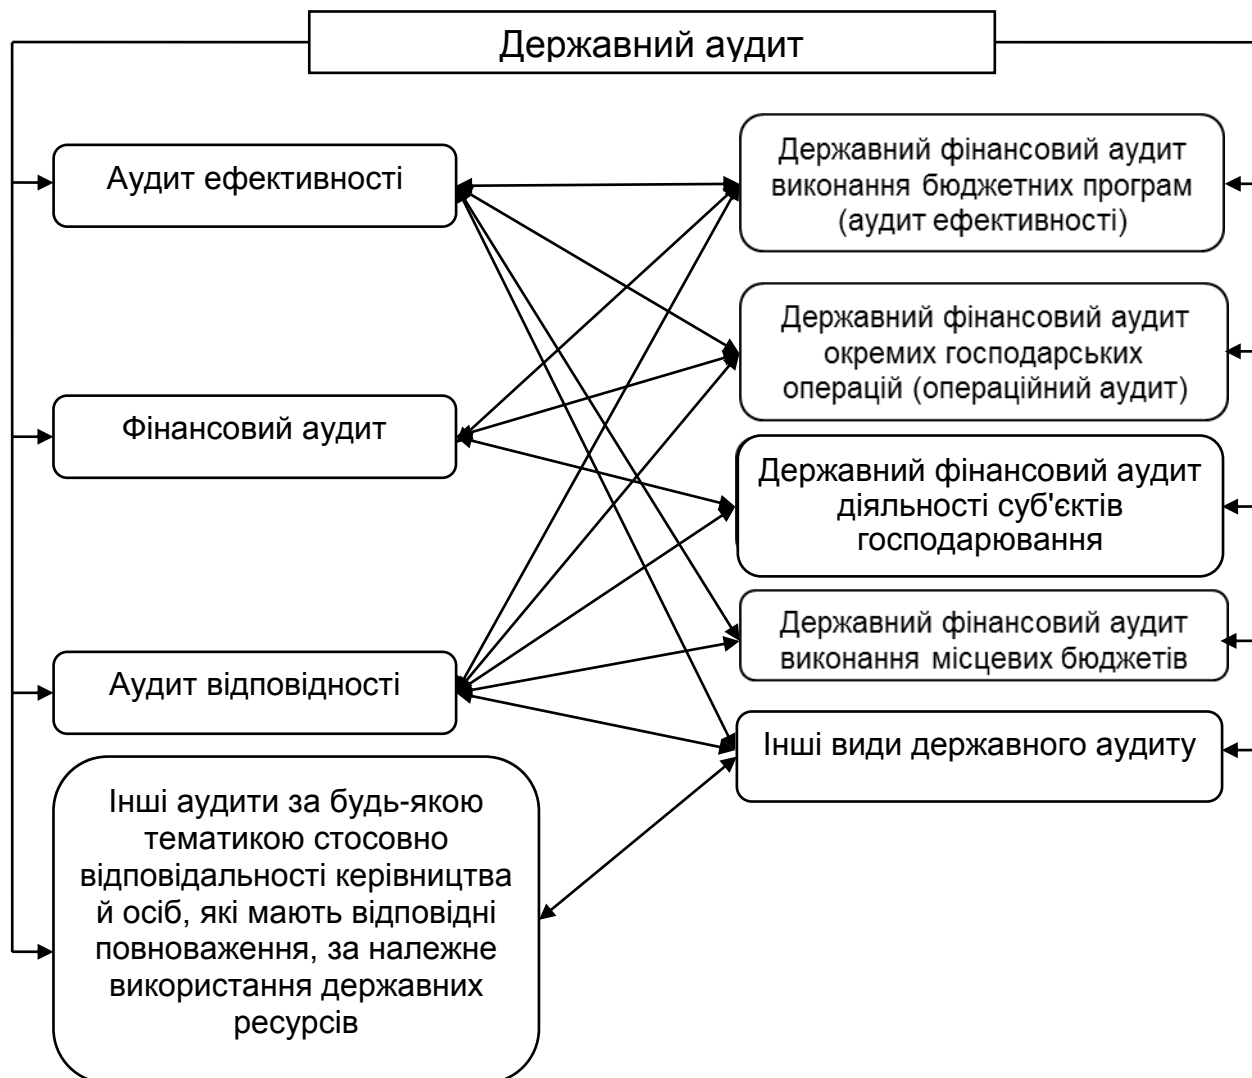 Державний аудит
Аудит ефективності
Фінансовий аудит
Аудит відповідності
Інші аудити за будь-якою
тематикою стосовно
відповідальності керівництва
й осіб, які мають відповідні
повноваження, за належне
використання державних
ресурсів
Державний фінансовий аудит
виконання бюджетних програм
(аудит ефективності)
Державний фінансовий аудит
окремих господарських
операцій (операційний аудит)
Державний фінансовий аудит
діяльності суб'єктів
господарювання
Державний фінансовий аудит
виконання місцевих бюджетів
Інші види державного аудиту